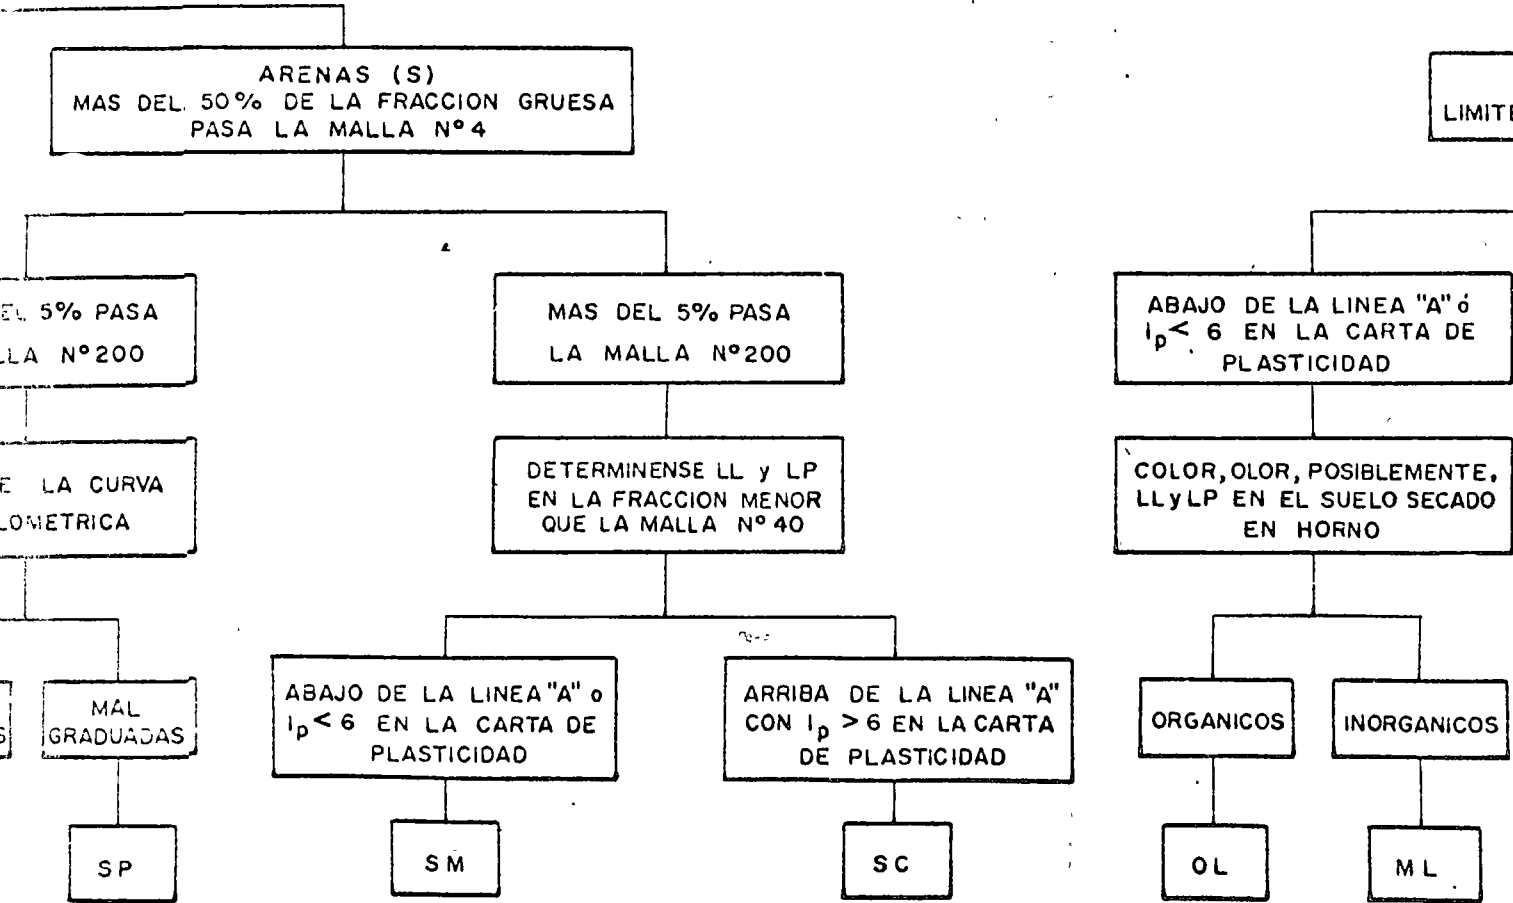 ARENAS (S)
MAS DEL 50% DE LA FRACCION GRUESA
PASA LA MALLA Nº4
LIMITE
5% PASA
Nº200
MAS DEL 5% PASA
LA MALLA Nº200
ABAJO DE LA LINEA "A" ó
Ip< 6 EN LA CARTA DE
PLASTICIDAD
LA CURVA
DETERMINENSE LL y LP
EN LA FRACCION MENOR
QUE LA MALLA Nº 40
COLOR, OLOR, POSIBLEMENTE,
LL y LP EN EL SUELO SECADO
EN HORNO
MAL
GRADUADAS
ABAJO DE LA LINEA "A" o
Ip< 6 EN LA CARTA DE
PLASTICIDAD
ARRIBA DE LA LINEA "A"
CON Ip >6 EN LA CARTA
DE PLASTICIDAD
ORGANICOS
INORGANICOS
SP
SM
SC
OL
ML